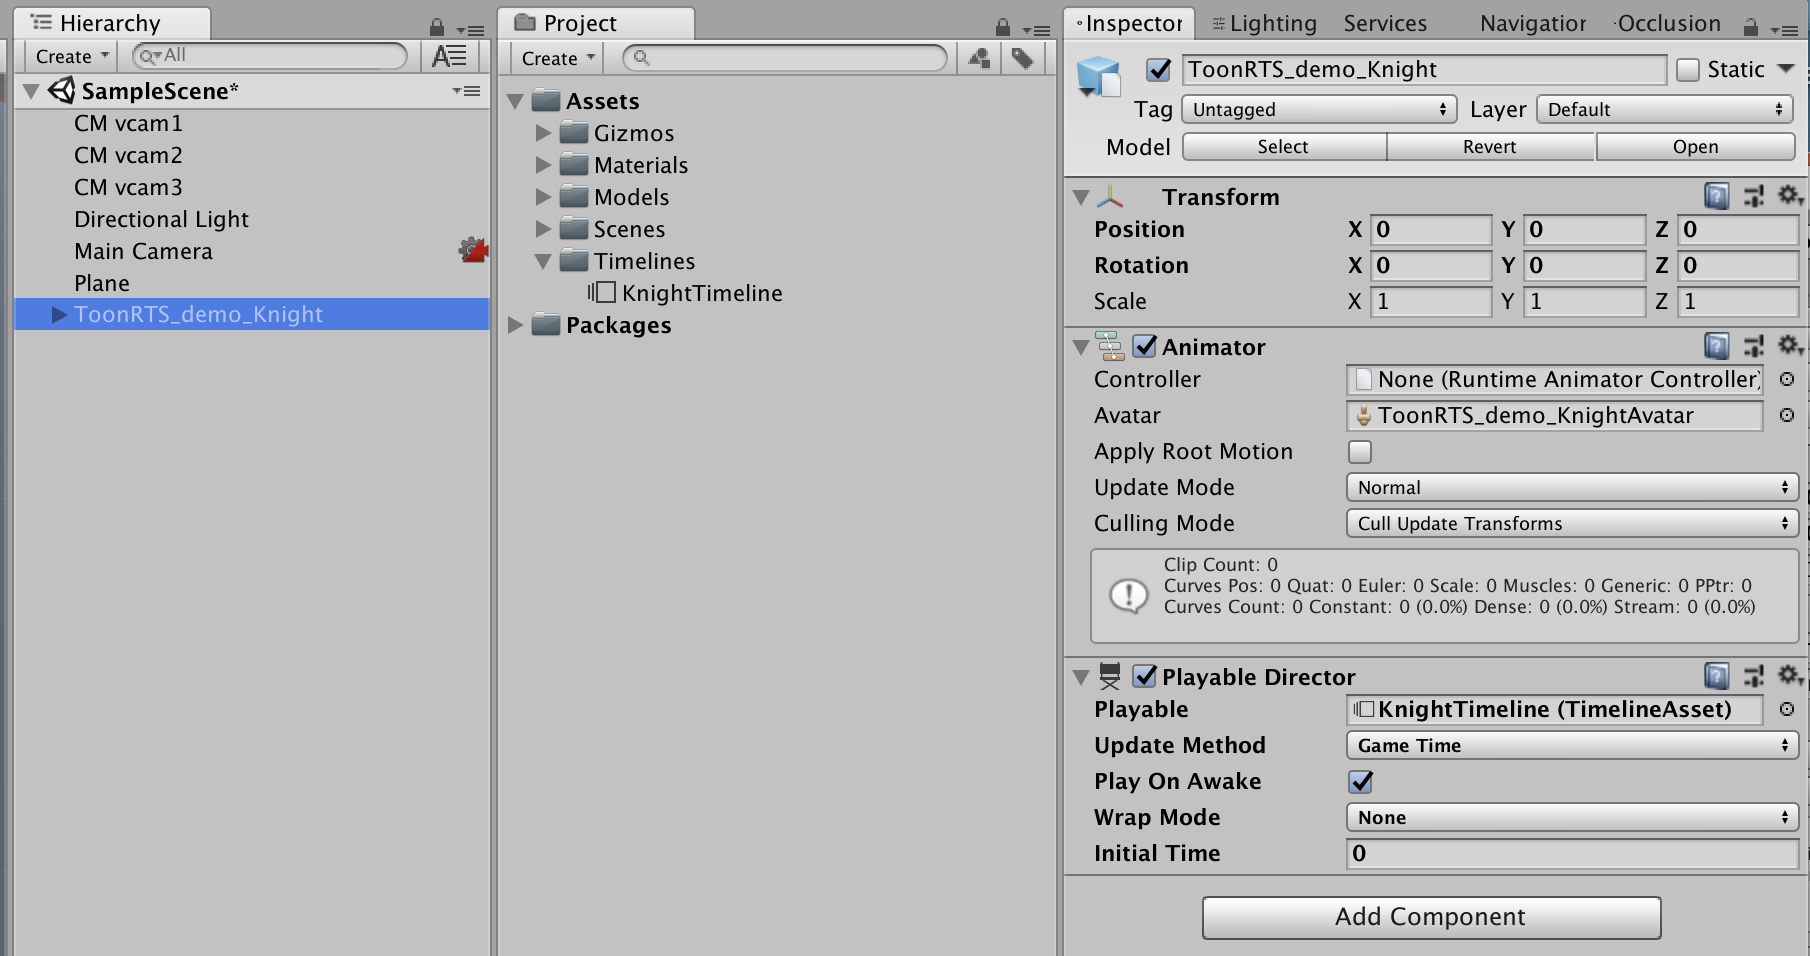 Hierarchy
Create
All
SampleScene*
CM vcam1
CM vcam2
CM vcam3
Directional Light
Main Camera
Plane
ToonRTS_demo_Knight
Project
Create
Assets
Gizmos
Materials
Models
Scenes
Timelines
KnightTimeline
Packages
Inspector Lighting Services Navigation Occlusion
ToonRTS_demo_Knight Static
Tag Untagged Layer Default
Model Select Revert Open
Transform
Position X 0 Y 0 Z 0
Rotation X 0 Y 0 Z 0
Scale X 1 Y 1 Z 1
Animator
Controller None (Runtime Animator Controller)
Avatar ToonRTS_demo_KnightAvatar
Apply Root Motion
Update Mode Normal
Culling Mode Cull Update Transforms
Clip Count: 0
Curves Pos: 0 Quat: 0 Euler: 0 Scale: 0 Muscles: 0 Generic: 0 PPtr: 0
Curves Count: 0 Constant: 0 (0.0%) Dense: 0 (0.0%) Stream: 0 (0.0%)
Playable Director
Playable KnightTimeline (TimelineAsset)
Update Method Game Time
Play On Awake
Wrap Mode None
Initial Time 0
Add Component